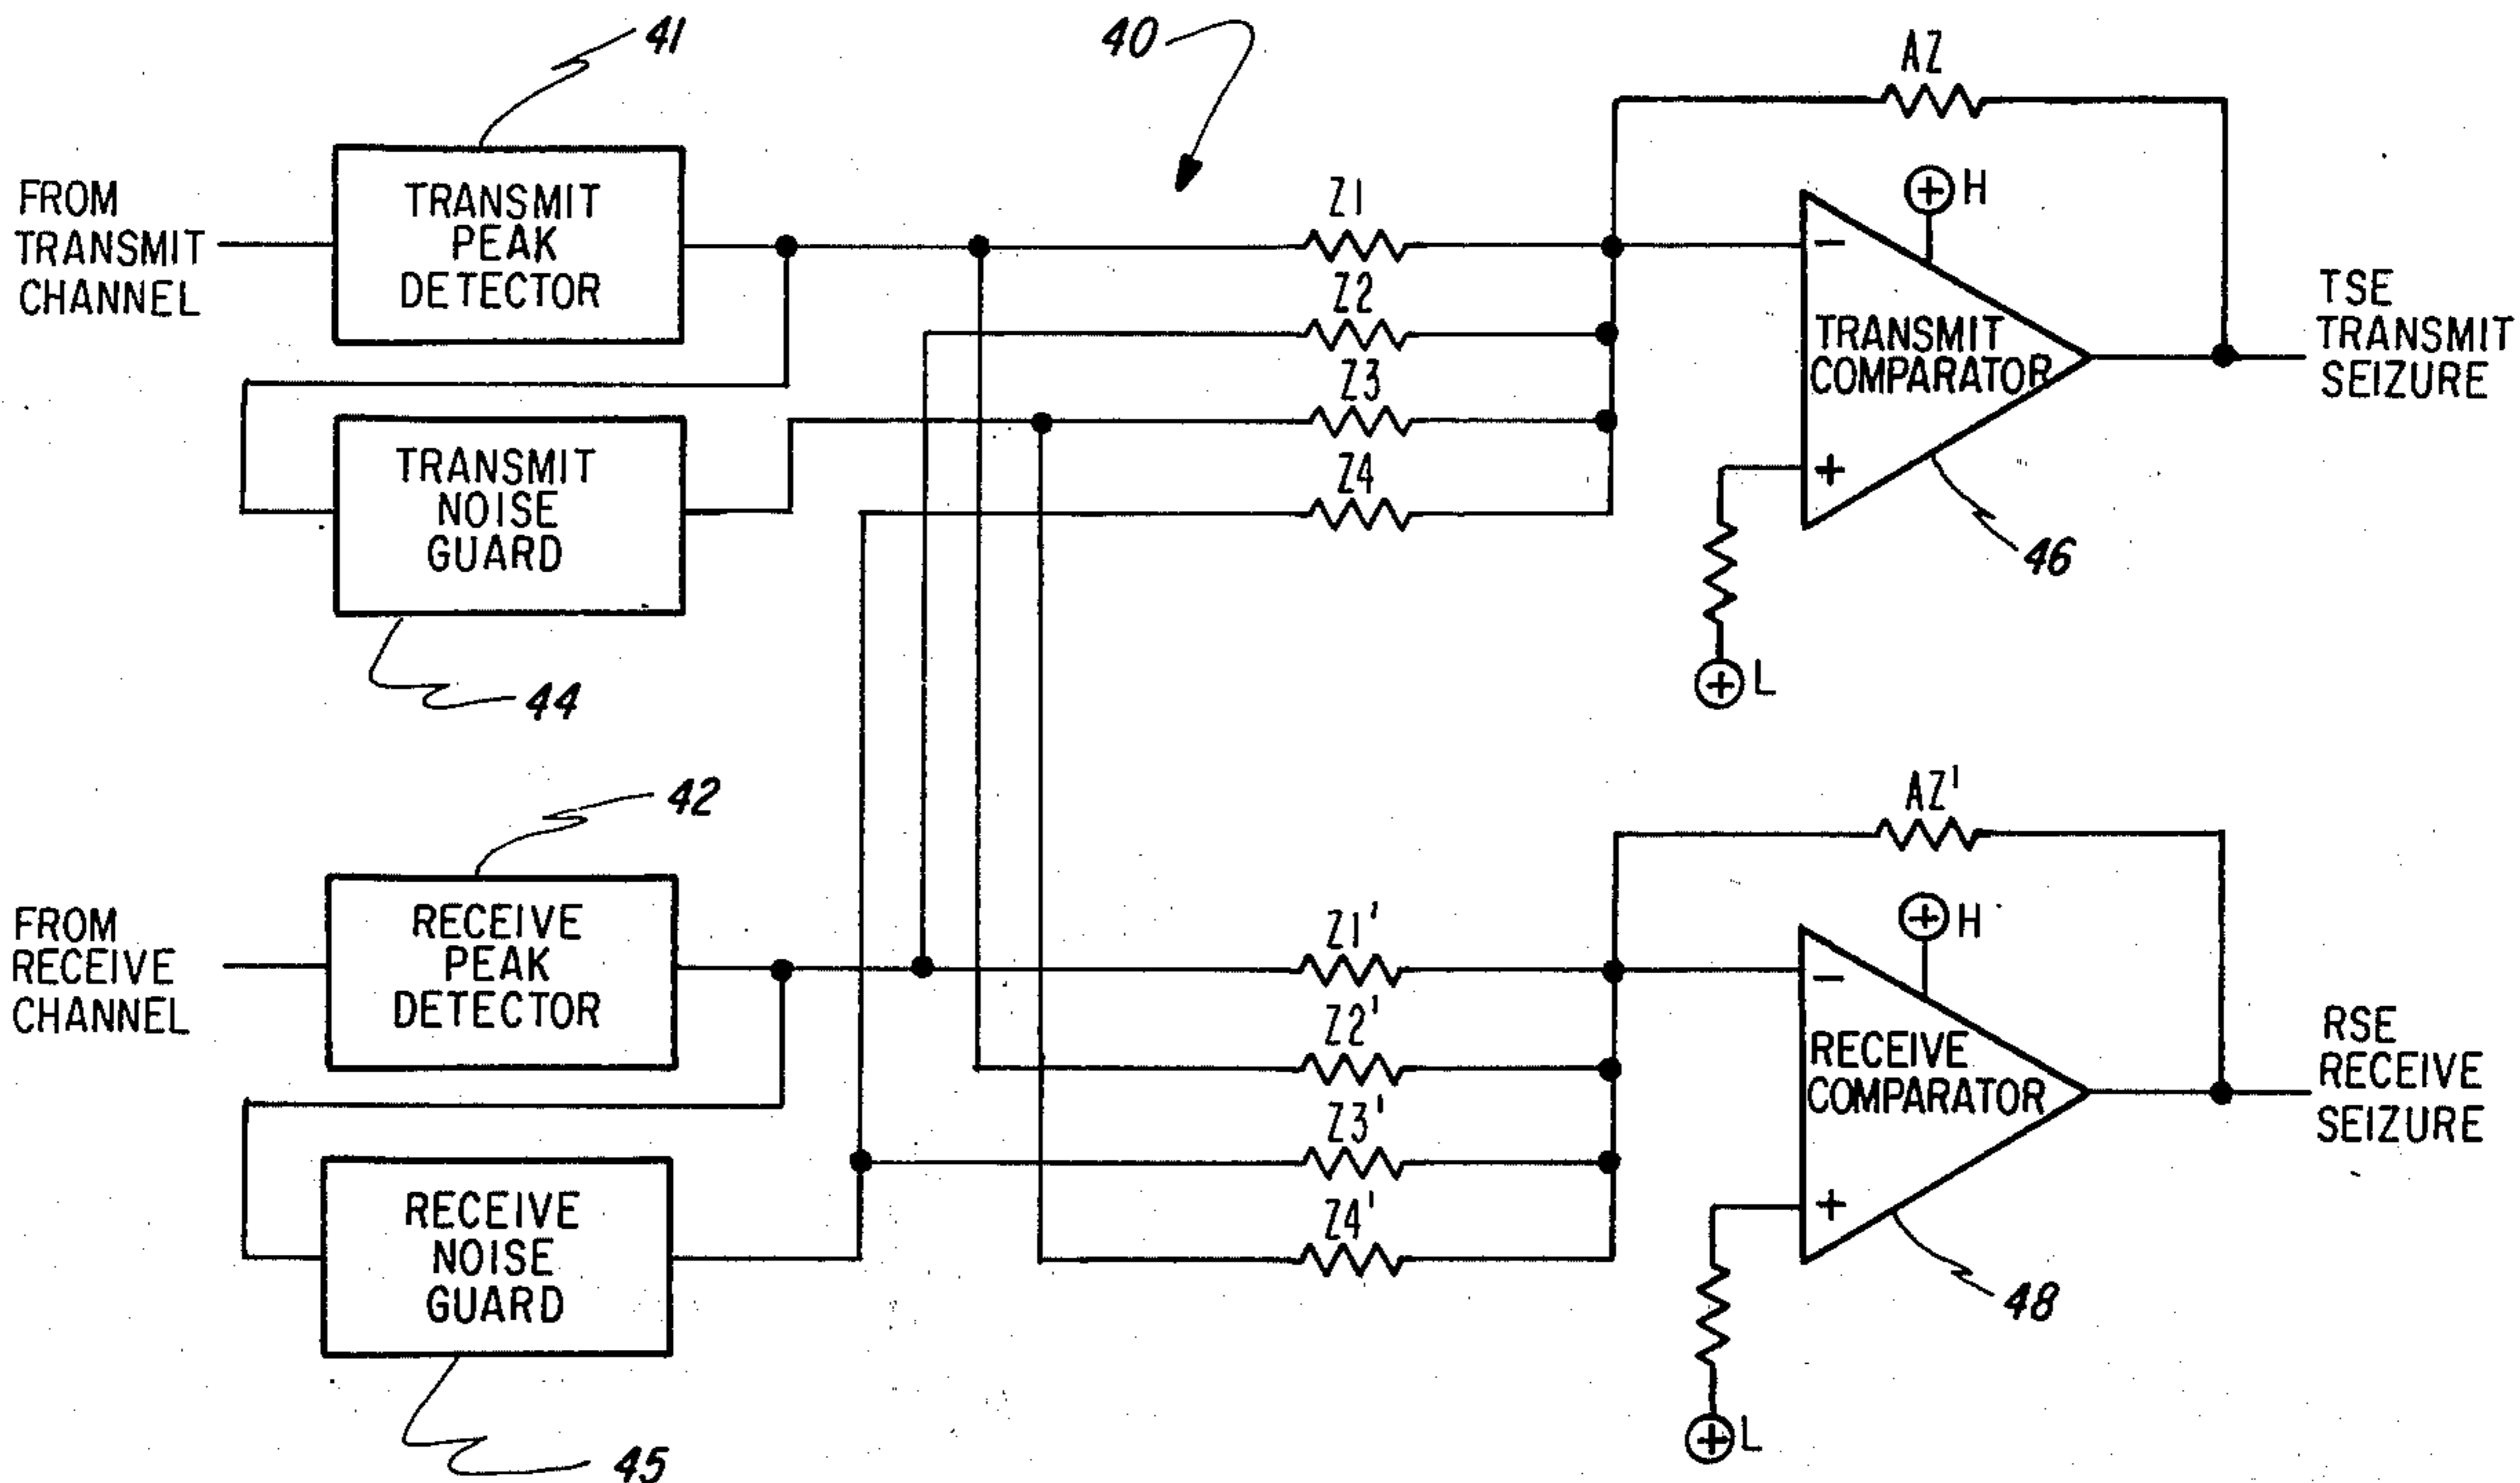 41
40
AZ
FROM
TRANSMIT
CHANNEL
TRANSMIT
PEAK
DETECTOR
Z1
Z2
Z3
Z4
H
−
TRANSMIT
COMPARATOR
+
L
TSE
TRANSMIT
SEIZURE
46
TRANSMIT
NOISE
GUARD
44
42
AZ'
FROM
RECEIVE
CHANNEL
RECEIVE
PEAK
DETECTOR
Z1'
Z2'
Z3'
Z4'
H
−
RECEIVE
COMPARATOR
+
L
RSE
RECEIVE
SEIZURE
48
RECEIVE
NOISE
GUARD
45